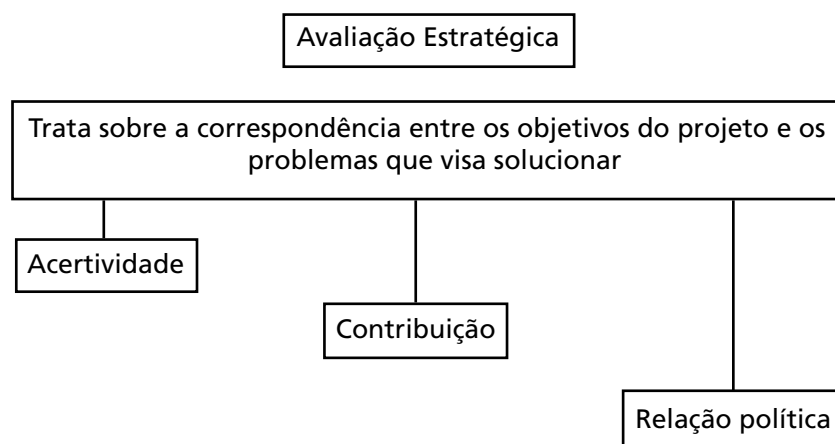 Avaliação Estratégica
Trata sobre a correspondência entre os objetivos do projeto e os
problemas que visa solucionar
Acertividade
Contribuição
Relação política